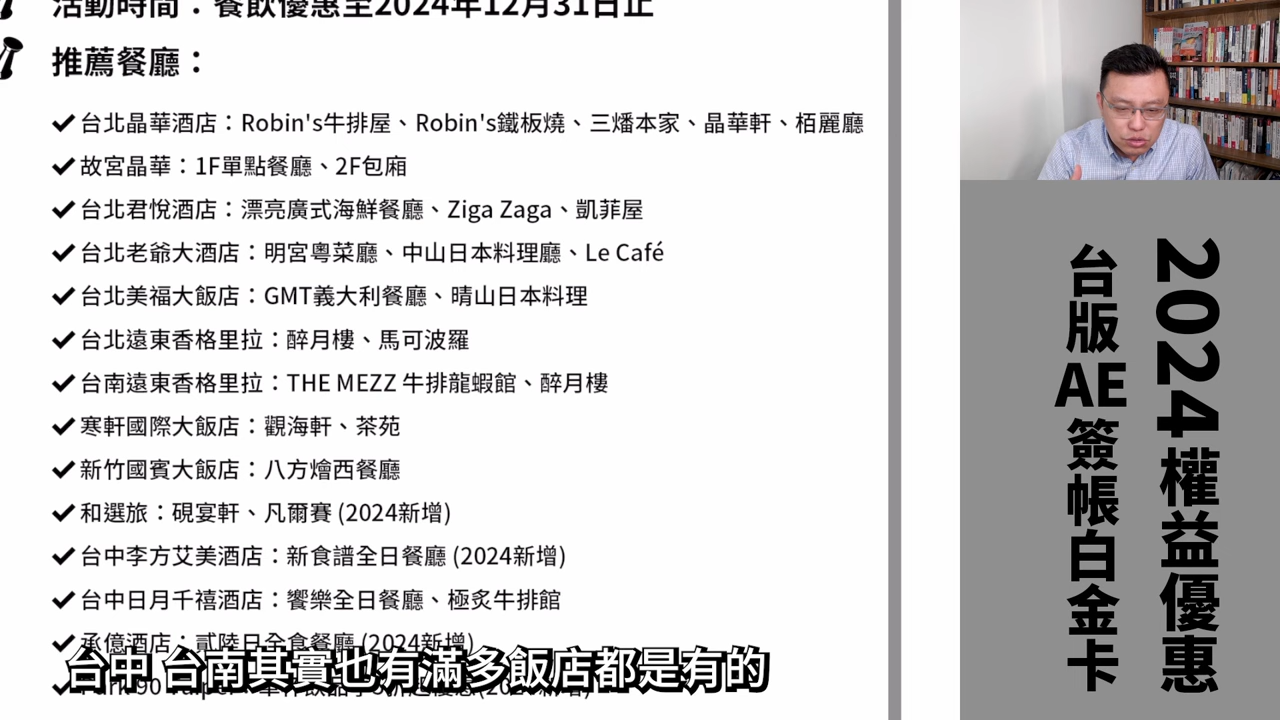 活動時間：餐飲優惠至2024年12月31日止
推薦餐廳：
台北晶華酒店：Robin's牛排屋、Robin's鐵板燒、三燔本家、晶華軒、栢麗廳
故宮晶華：1F單點餐廳、2F包廂
台北君悅酒店：漂亮廣式海鮮餐廳、Ziga Zaga、凱菲屋
台北老爺大酒店：明宮粵菜廳、中山日本料理廳、Le Café
台北美福大飯店：GMT義大利餐廳、晴山日本料理
台北遠東香格里拉：醉月樓、馬可波羅
台南遠東香格里拉：THE MEZZ 牛排龍蝦館、醉月樓
寒軒國際大飯店：觀海軒、茶苑
新竹國賓大飯店：八方燴西餐廳
和選旅：硯宴軒、凡爾賽 (2024新增)
台中李方艾美酒店：新食譜全日餐廳 (2024新增)
台中日月千禧酒店：饗樂全日餐廳、極炙牛排館
承億酒店：貳陸日全食餐廳 (2024新增)
台中 台南其實也有滿多飯店都是有的
2024權益優惠
台版AE簽帳白金卡